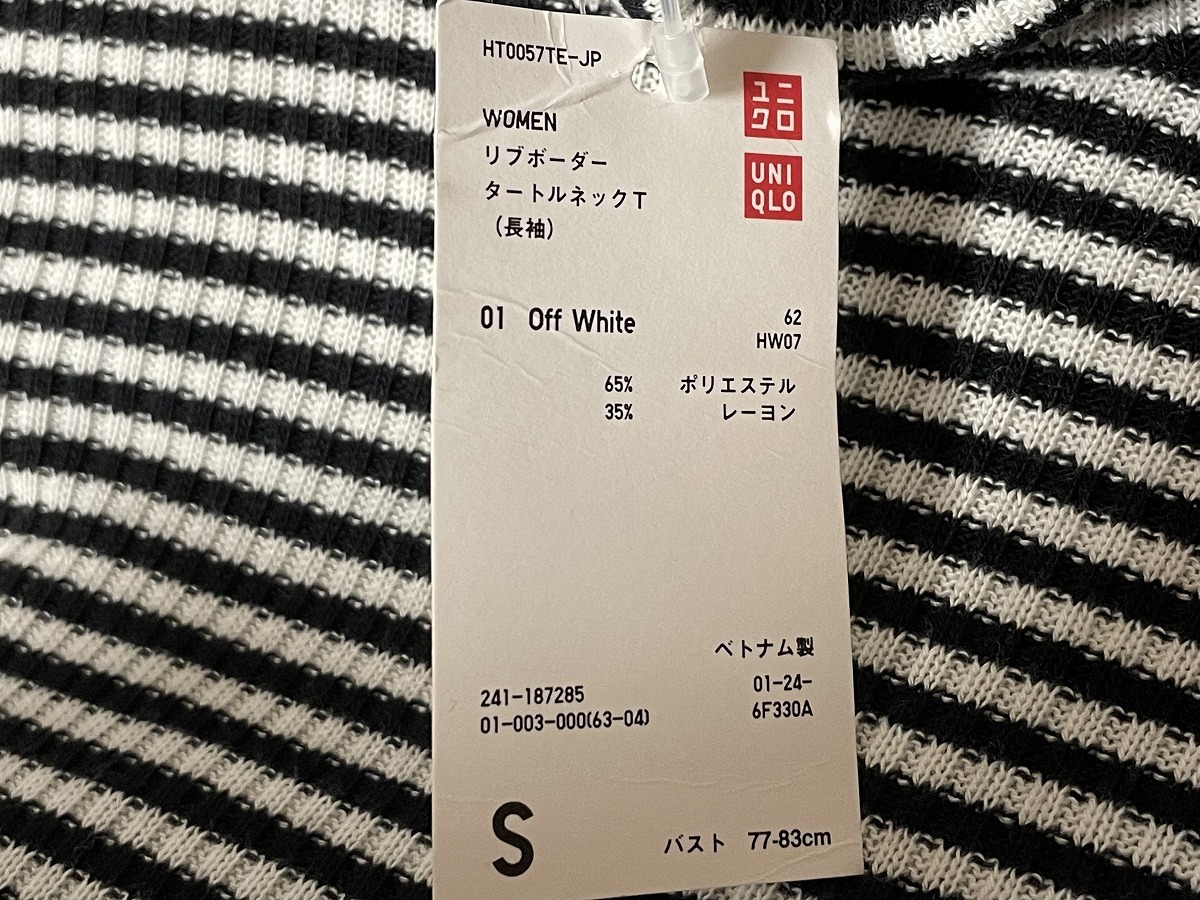 HT0057TE-JP
ユニ
クロ
UNI
QLO
WOMEN
リブボーダー
タートルネックT
（長袖）
01 Off White
62
HW07
65% ポリエステル
35% レーヨン
ベトナム製
241-187285
01-003-000(63-04)
01-24-
6F330A
S
バスト 77-83cm